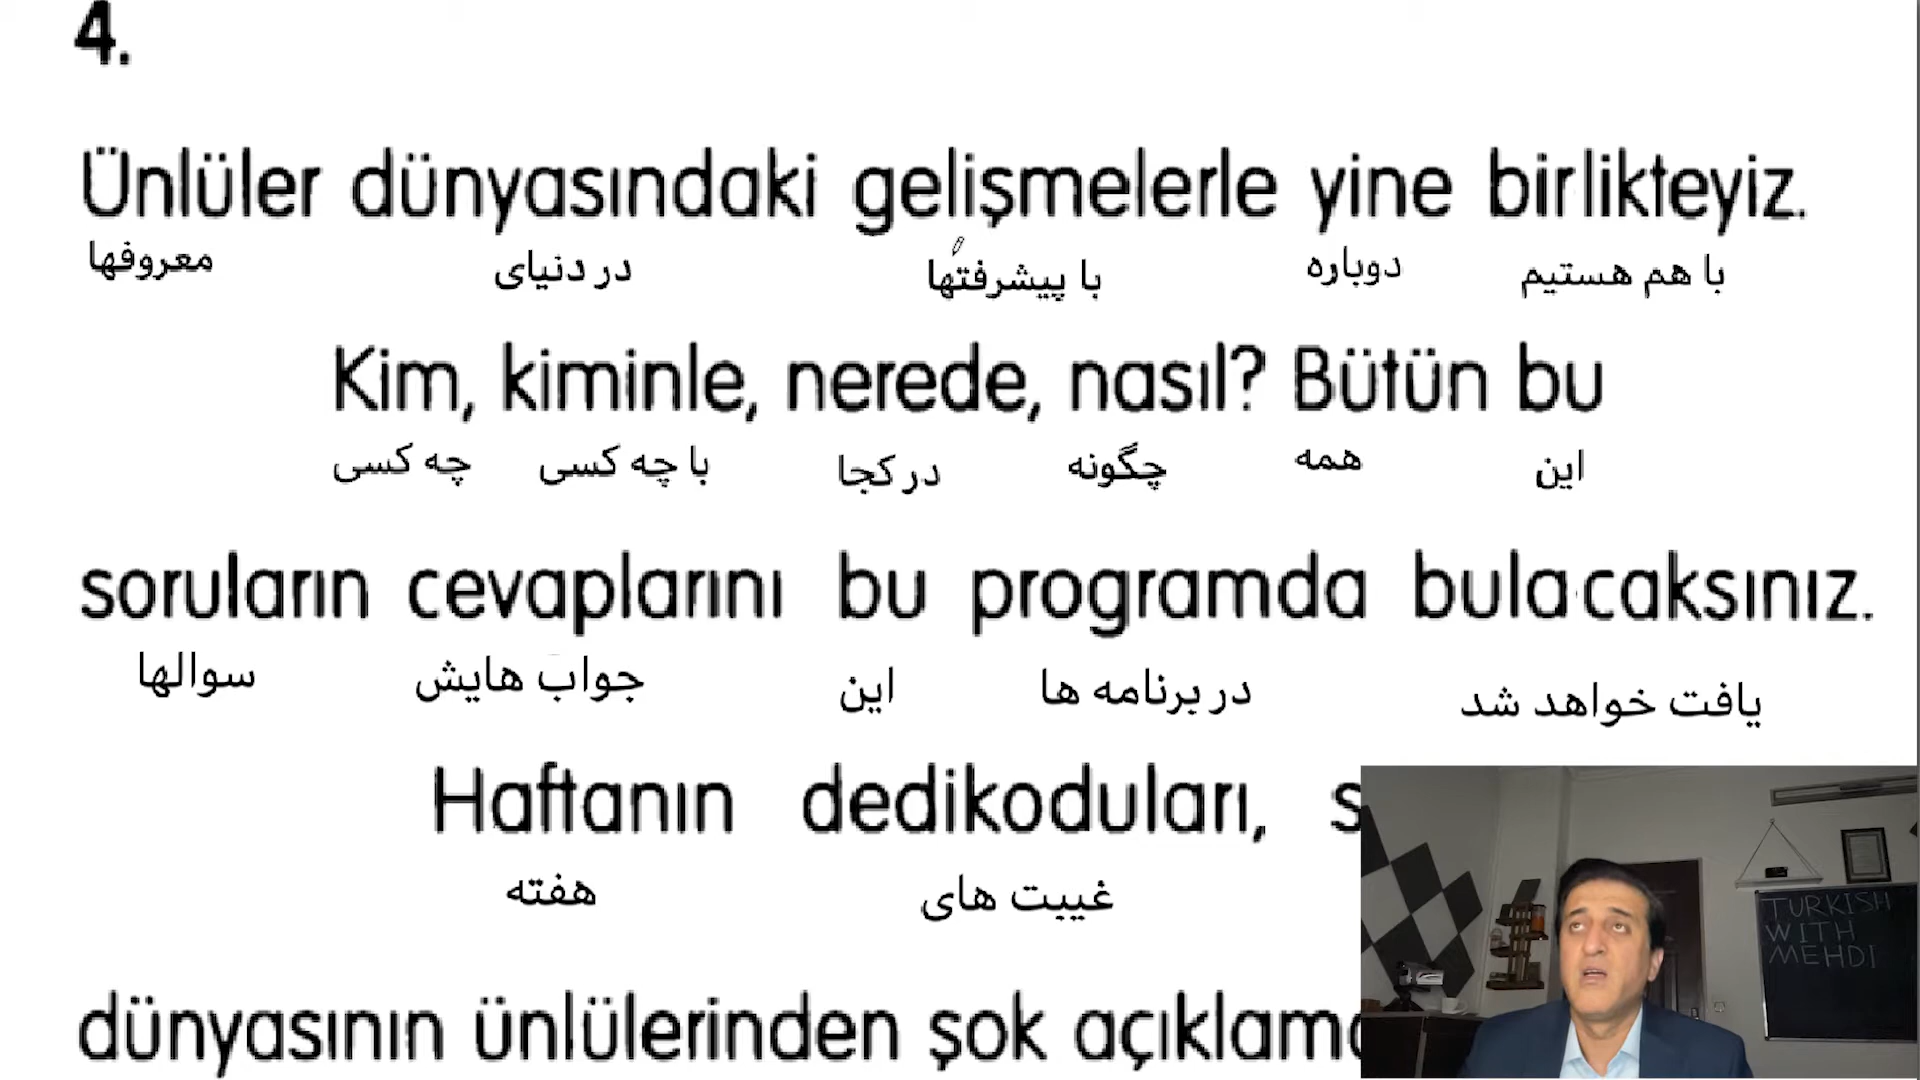 4.
Ünlüler dünyasındaki gelişmelerle yine birlikteyiz.
معروفها در دنیای با پیشرفتها دوباره با هم هستیم
Kim, kiminle, nerede, nasıl? Bütün bu
چه کسی با چه کسی در کجا چگونه همه این
soruların cevaplarını bu programda bulacaksınız.
سوالها جواب هایش این در برنامه ها یافت خواهد شد
Haftanın dedikoduları,
هفته غیبت های
dünyasının ünlülerinden şok
TURKISH
WITH
MEHDI